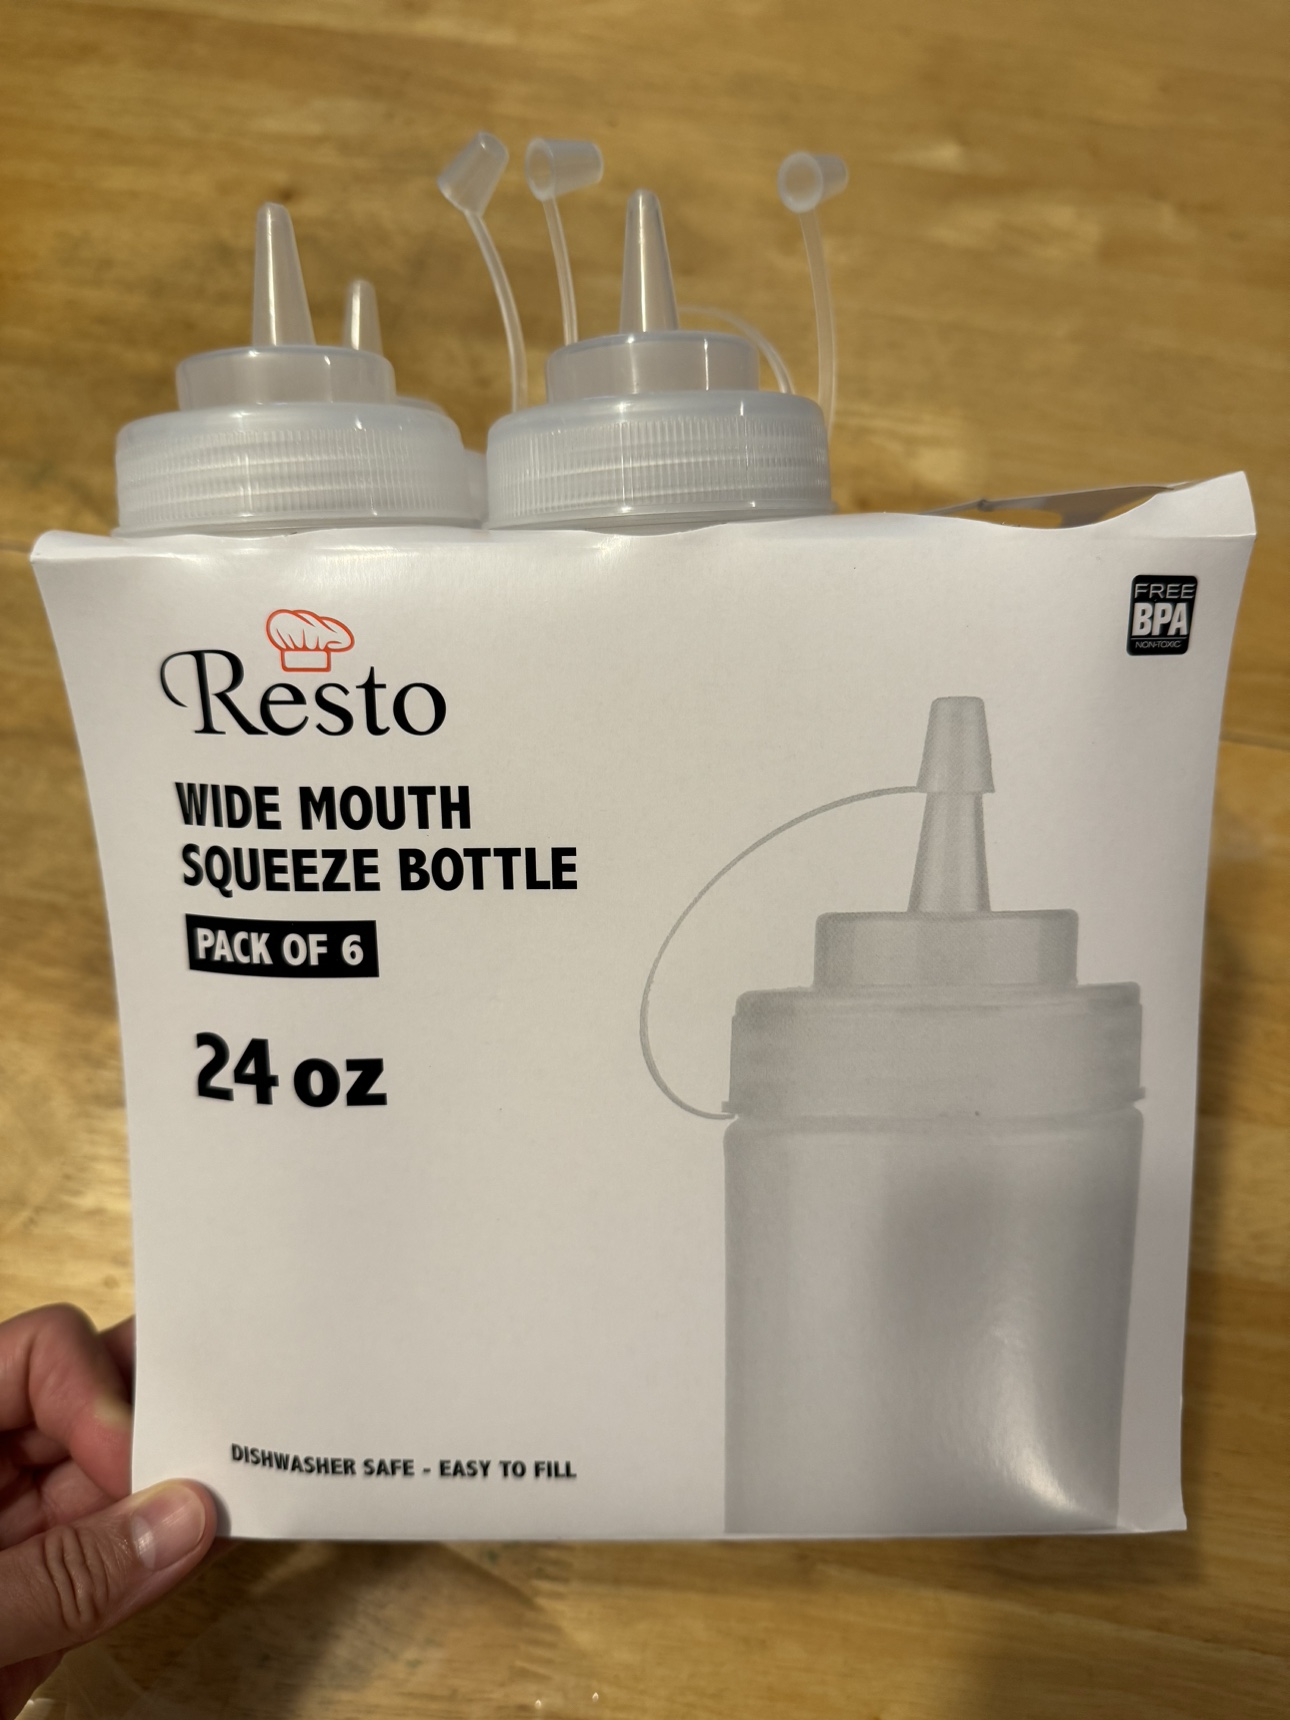 Resto
WIDE MOUTH
SQUEEZE BOTTLE
PACK OF 6
24 oz
DISHWASHER SAFE - EASY TO FILL
FREE
BPA
NON-TOXIC